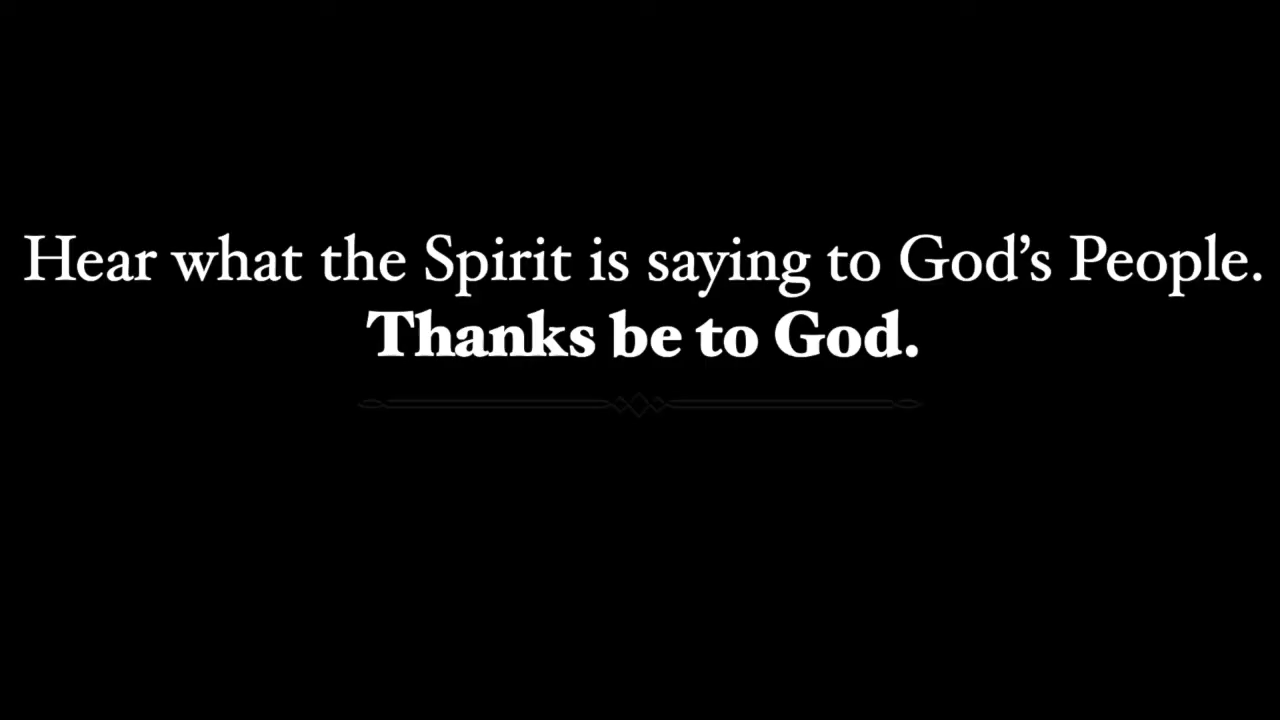 Hear what the Spirit is saying to God’s People.
Thanks be to God.